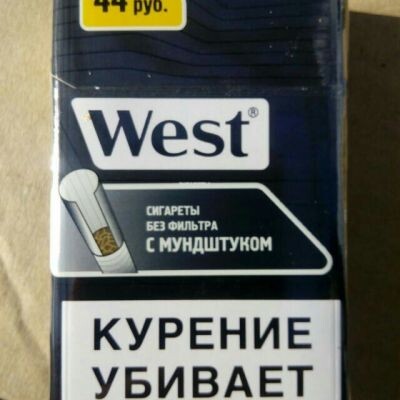 44 руб.
West®
СИГАРЕТЫ
БЕЗ ФИЛЬТРА
С МУНДШТУКОМ
КУРЕНИЕ
УБИВАЕТ